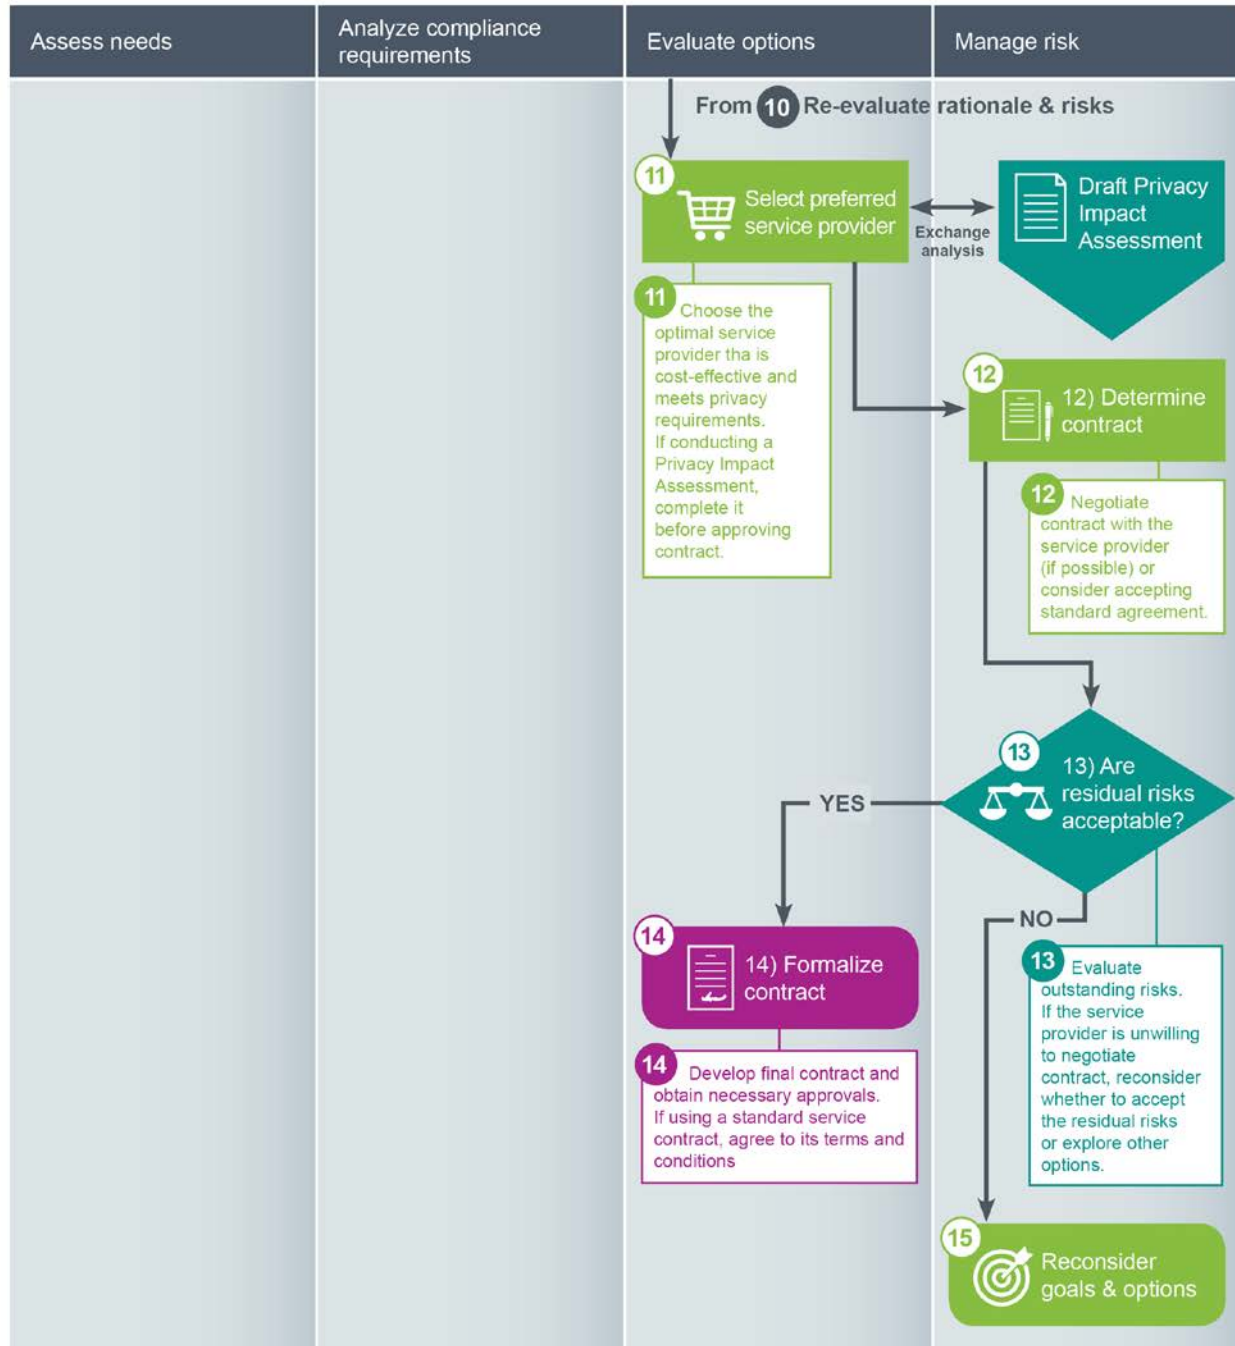 Assess needs
Analyze compliance
requirements
Evaluate options
Manage risk
From 10 Re-evaluate rationale & risks
11
Select preferred
service provider
Exchange
analysis
Draft Privacy
Impact
Assessment
11 Choose the
optimal service
provider tha is
cost-effective and
meets privacy
requirements.
If conducting a
Privacy Impact
Assessment,
complete it
before approving
contract.
12
12) Determine
contract
12 Negotiate
contract with the
service provider
(if possible) or
consider accepting
standard agreement.
13
13) Are
residual risks
acceptable?
YES
NO
14
14) Formalize
contract
14 Develop final contract and
obtain necessary approvals.
If using a standard service
contract, agree to its terms and
conditions
13 Evaluate
outstanding risks.
If the service
provider is unwilling
to negotiate
contract, reconsider
whether to accept
the residual risks
or explore other
options.
15
Reconsider
goals & options